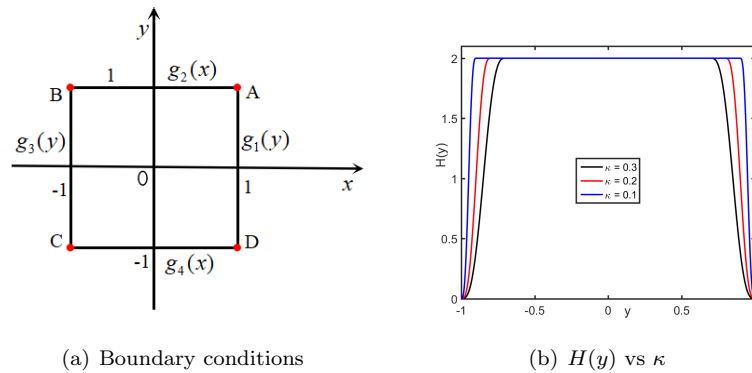 y
1
g₂(x)
B
A
g₃(y)
g₁(y)
-1
0
1
x
C
D
-1
g₄(x)
(a) Boundary conditions
2
1.5
1
0.5
0
H(y)
κ = 0.3
κ = 0.2
κ = 0.1
-1
-0.5
0
y
0.5
(b) H(y) vs κ